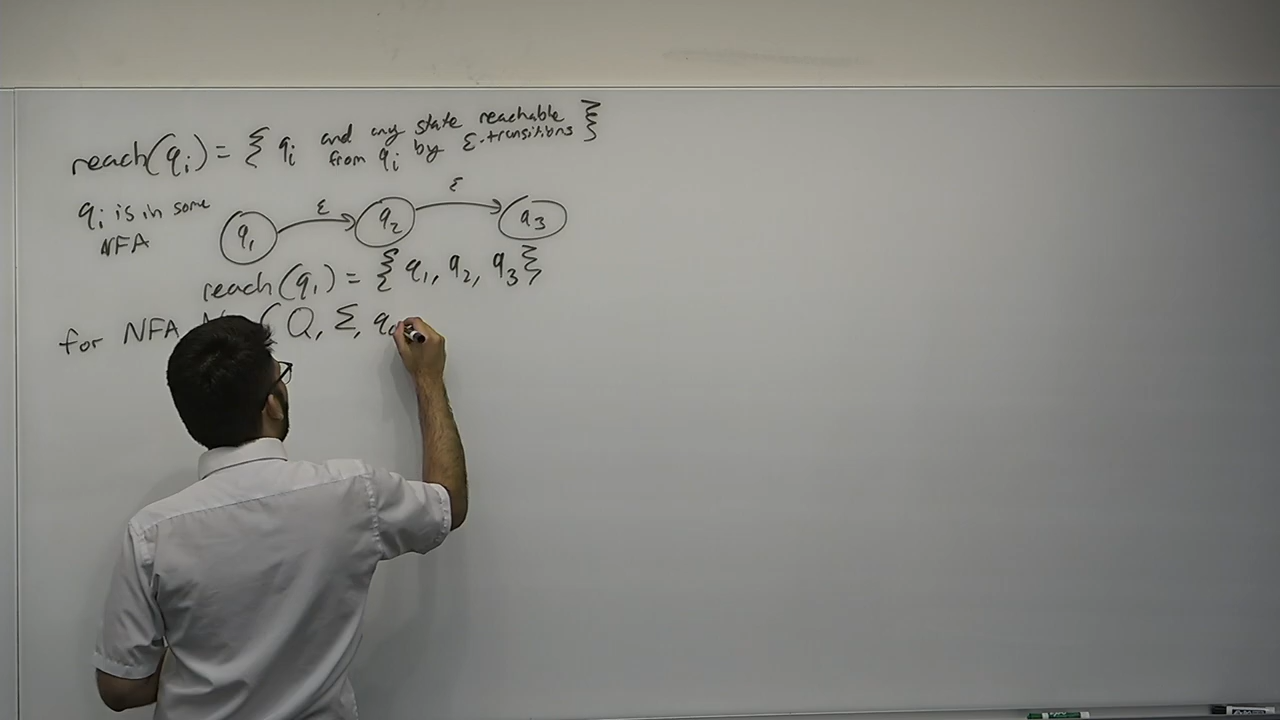 reach(qᵢ) = { qᵢ and any state reachable
from qᵢ by ε-transitions }
qᵢ is in some
NFA
q₁ ε q₂ ε q₃
reach(q₁) = { q₁, q₂, q₃ }
for NFA ( Q, Σ, q₀